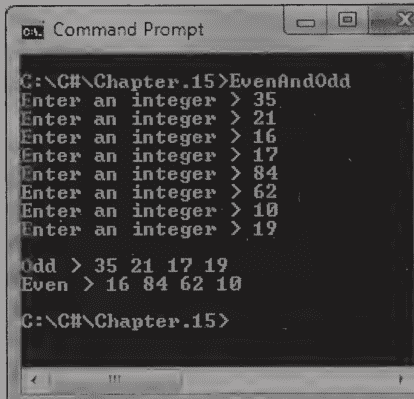 C:\. Command Prompt
C:\C#\Chapter.15>EvenAndOdd
Enter an integer > 35
Enter an integer > 21
Enter an integer > 16
Enter an integer > 17
Enter an integer > 84
Enter an integer > 62
Enter an integer > 10
Enter an integer > 19
Odd > 35 21 17 19
Even > 16 84 62 10
C:\C#\Chapter.15>